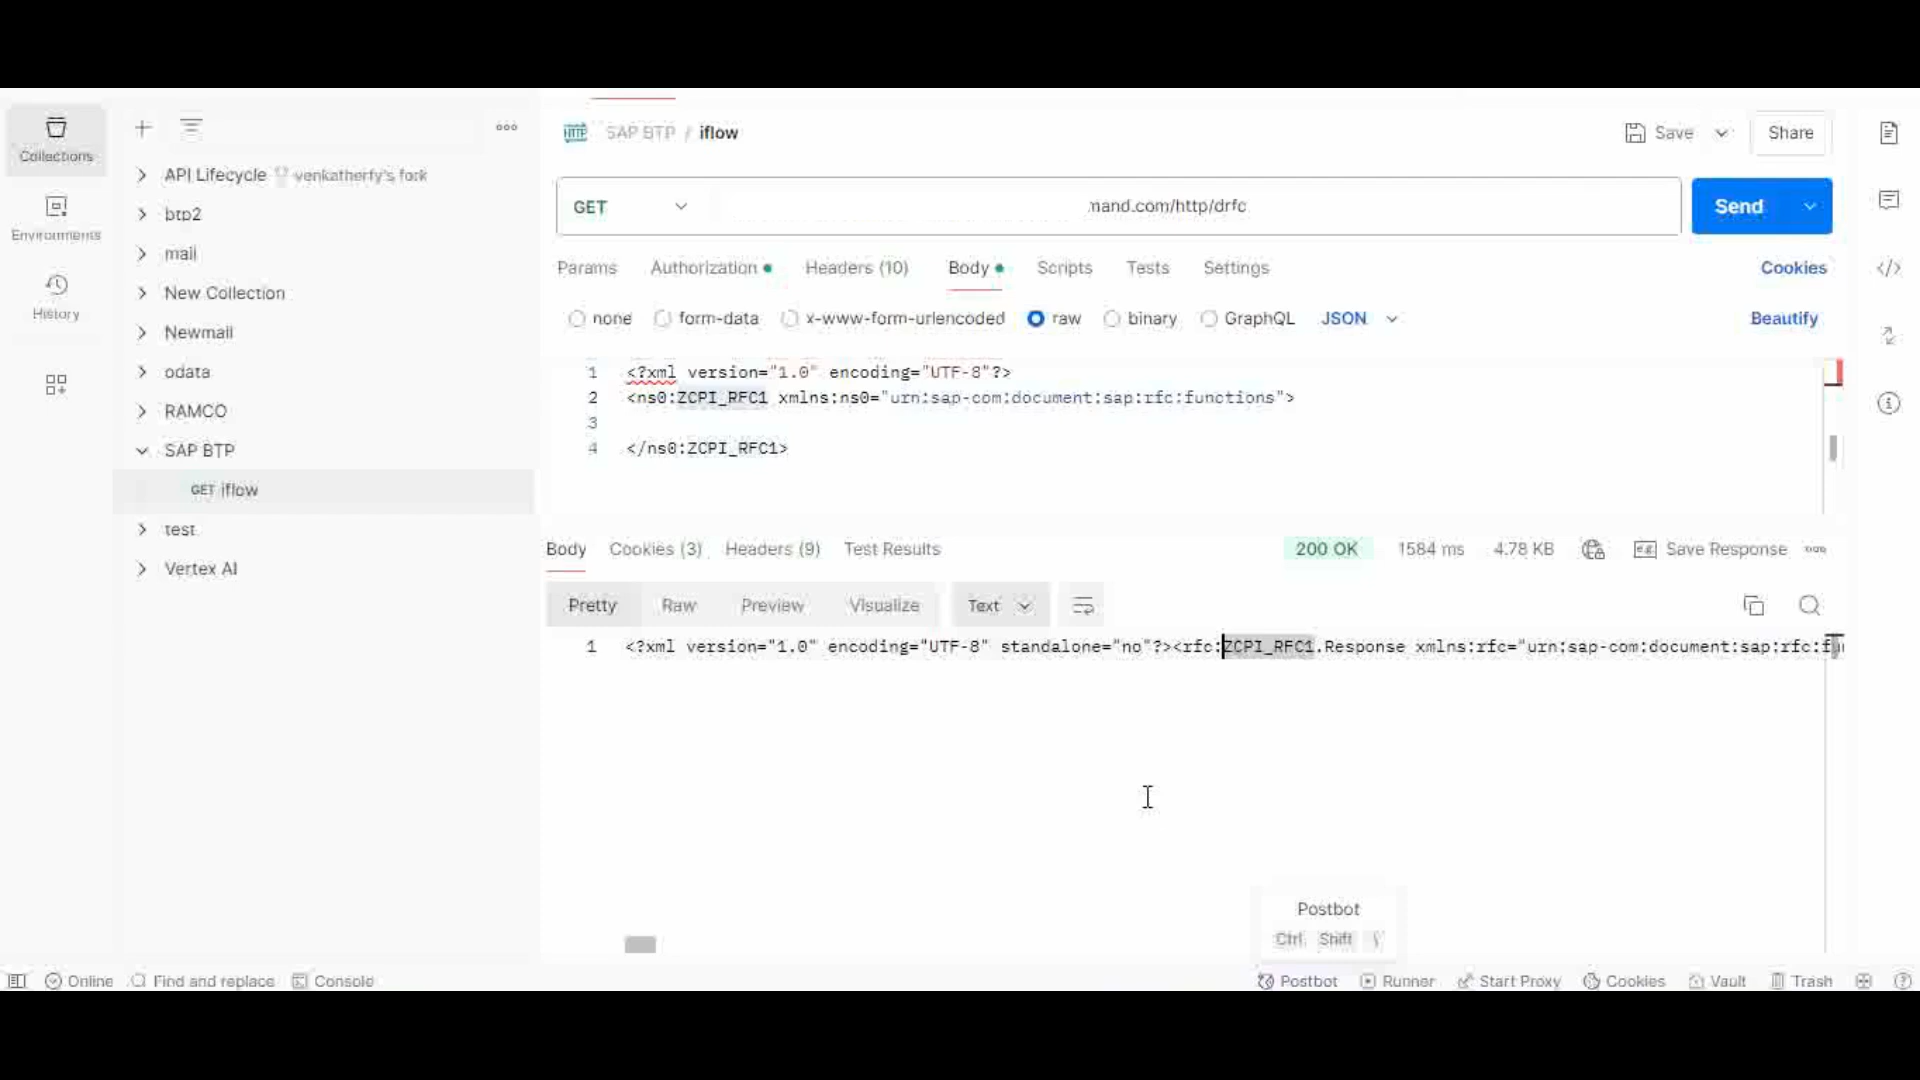 Collections
Environments
History
API Lifecycle venkatherfy's fork
btp2
mail
New Collection
Newmail
odata
RAMCO
SAP BTP
GET iflow
test
Vertex AI
HTTP SAP BTP / iflow
Save
Share
GET
mand.com/http/drfc
Send
Params
Authorization
Headers (10)
Body
Scripts
Tests
Settings
Cookies
none
form-data
x-www-form-urlencoded
raw
binary
GraphQL
JSON
Beautify
1 <?xml version="1.0" encoding="UTF-8"?>
2 <ns0:ZCPI_RFC1 xmlns:ns0="urn:sap-com:document:sap:rfc:functions">
3
4 </ns0:ZCPI_RFC1>
Body
Cookies (3)
Headers (9)
Test Results
200 OK
1584 ms
4.78 KB
Save Response
Pretty
Raw
Preview
Visualize
Text
1 <?xml version="1.0" encoding="UTF-8" standalone="no"?><rfc:ZCPI_RFC1.Response xmlns:rfc="urn:sap-com:document:sap:rfc:fun
Postbot
Ctrl Shift
Online
Find and replace
Console
Postbot
Runner
Start Proxy
Cookies
Vault
Trash